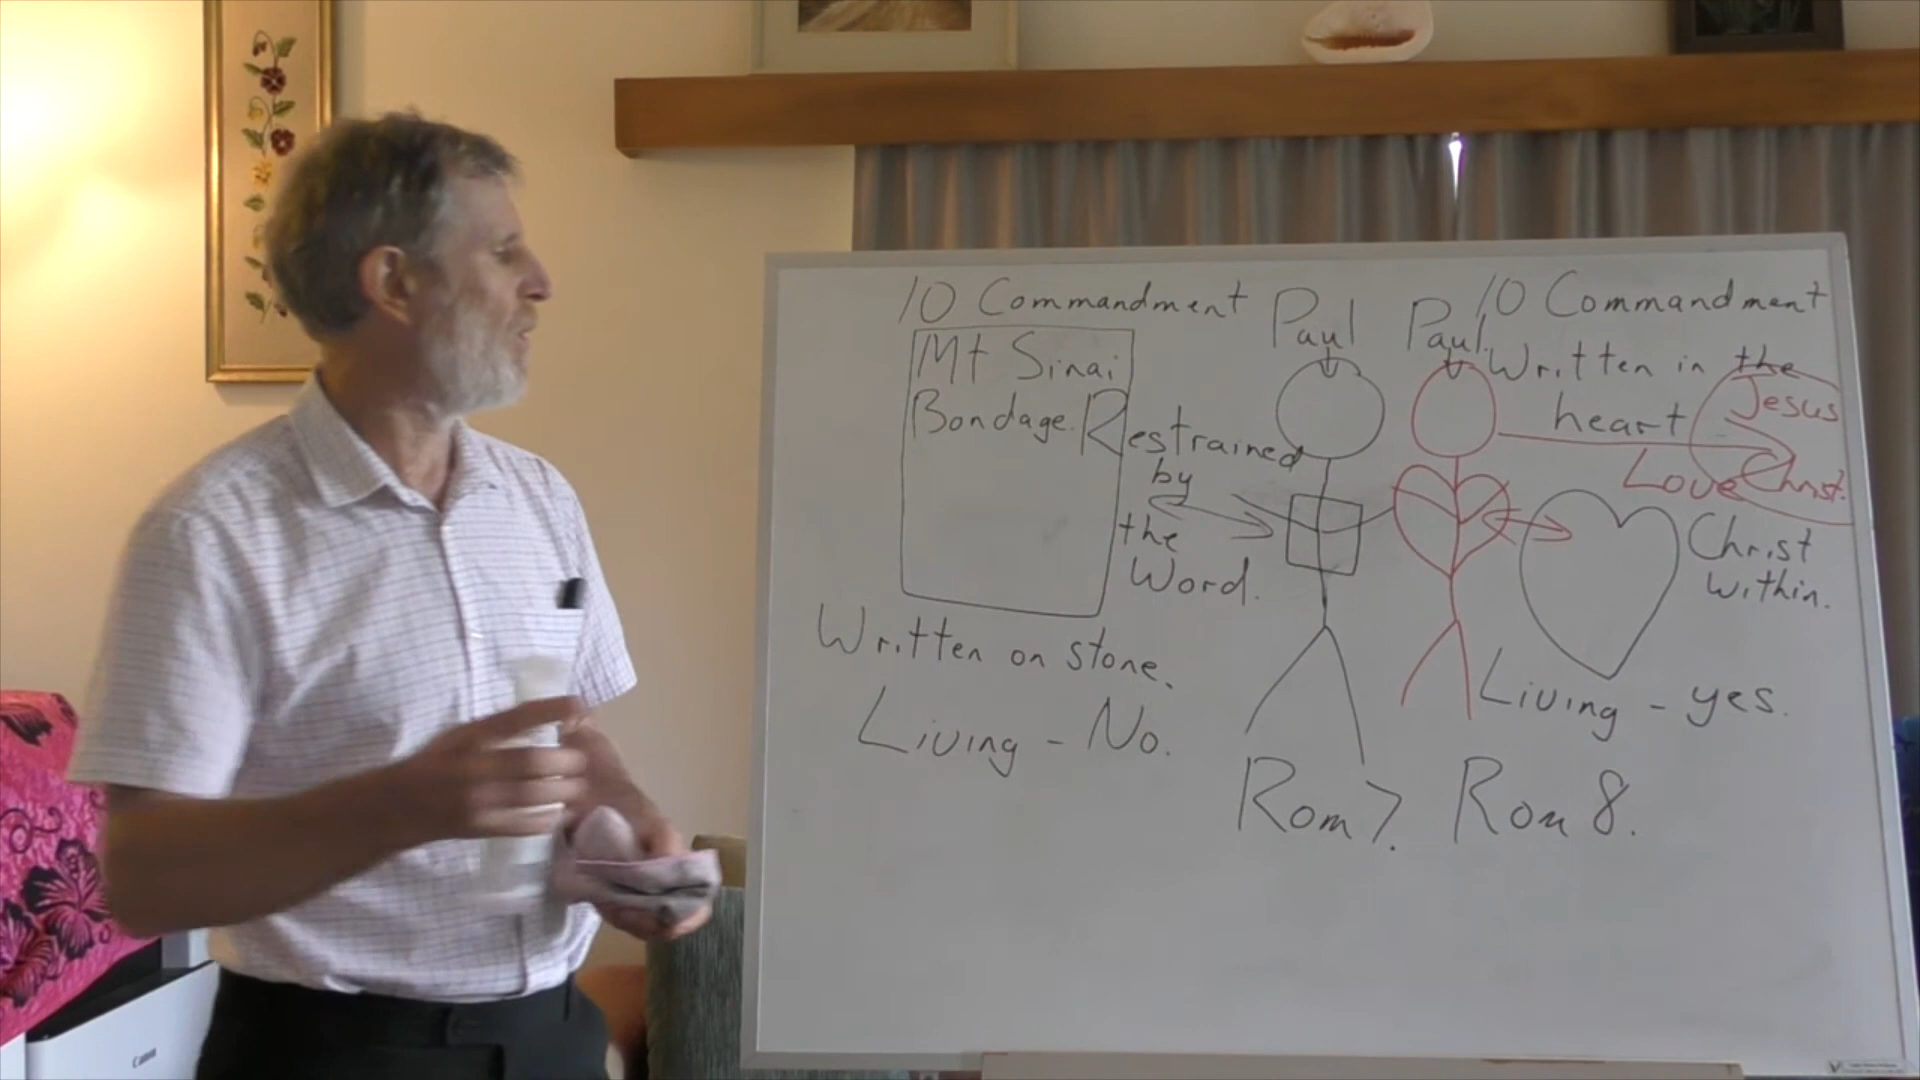 10 Commandment
Mt Sinai
Bondage.
Restrained
by
the
Word.
Written on stone.
Living - No.
Paul
Rom 7.
Paul.
10 Commandment
Written in the
heart
Jesus
Love Christ.
Christ
within.
Living - yes.
Rom 8.
Canon